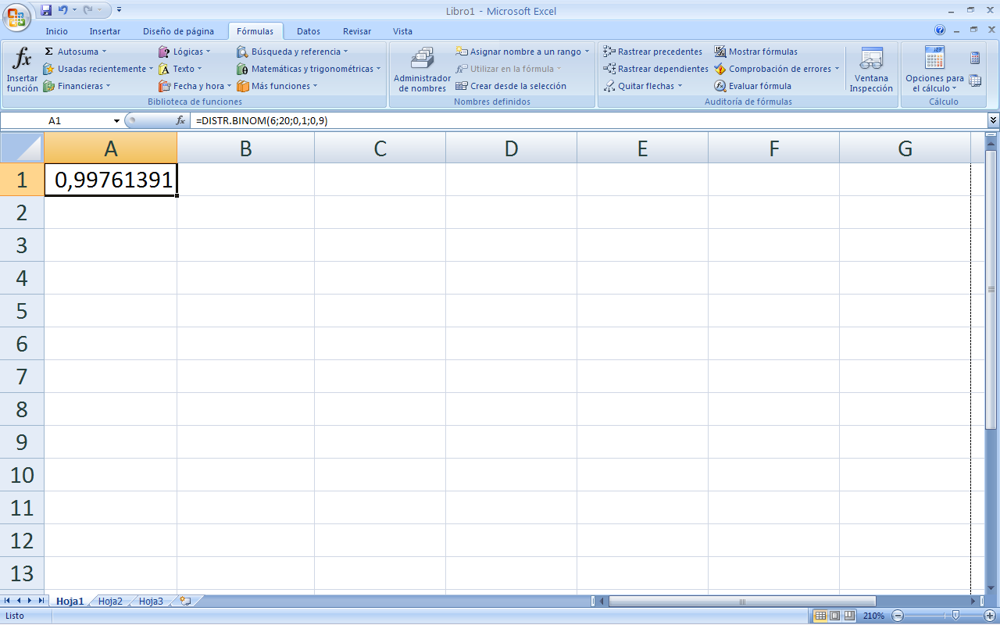 Libro1 - Microsoft Excel
Inicio Insertar Diseño de página Fórmulas Datos Revisar Vista
fx Σ Autosuma Lógicas Búsqueda y referencia Asignar nombre a un rango Rastrear precedentes Mostrar fórmulas
Insertar función Usadas recientemente Texto Matemáticas y trigonométricas Administrador de nombres Utilizar en la fórmula Rastrear dependientes Comprobación de errores Ventana Inspección Opciones para el cálculo
Financieras Fecha y hora Más funciones Crear desde la selección Quitar flechas Evaluar fórmula
Biblioteca de funciones Nombres definidos Auditoría de fórmulas Cálculo
A1 fx =DISTR.BINOM(6;20;0,1;0,9)
A B C D E F G
1 0,99761391
2
3
4
5
6
7
8
9
10
11
12
13
Hoja1 Hoja2 Hoja3
Listo 210%